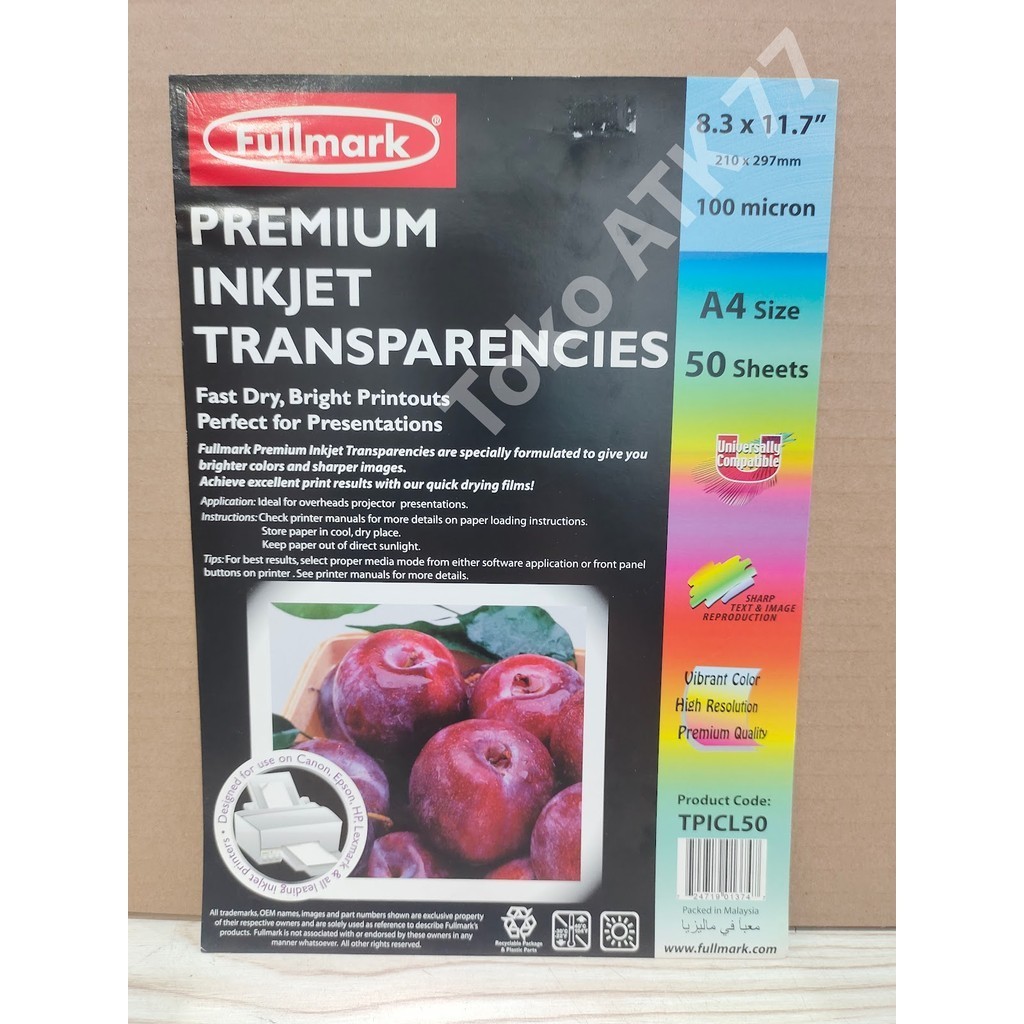 Fullmark®
PREMIUM
INKJET
TRANSPARENCIES
Fast Dry, Bright Printouts
Perfect for Presentations
Fullmark Premium Inkjet Transparencies are specially formulated to give you
brighter colors and sharper images.
Achieve excellent print results with our quick drying films!
Application: Ideal for overheads projector presentations.
Instructions: Check printer manuals for more details on paper loading instructions.
Store paper in cool, dry place.
Keep paper out of direct sunlight.
Tips: For best results, select proper media mode from either software application or front panel
buttons on printer. See printer manuals for more details.
Designed for use on Canon, Epson, HP, Lexmark & all leading inkjet printers •
All trademarks, OEM names, images and part numbers shown are exclusive property
of their respective owners and are solely used as reference to describe Fullmark's
products. Fullmark is not associated with or endorsed by these owners in any
manner whatsoever. All other rights reserved.
Recyclable Package
& Plastic Parts
8.3 x 11.7"
210 x 297mm
100 micron
A4 Size
50 Sheets
Universally
Compatible
SHARP
TEXT & IMAGE
REPRODUCTION
Vibrant Color
High Resolution
Premium Quality
Product Code:
TPICL50
24719 01374
Packed in Malaysia
معبأ في ماليزيا
www.fullmark.com
Toko ATK 77